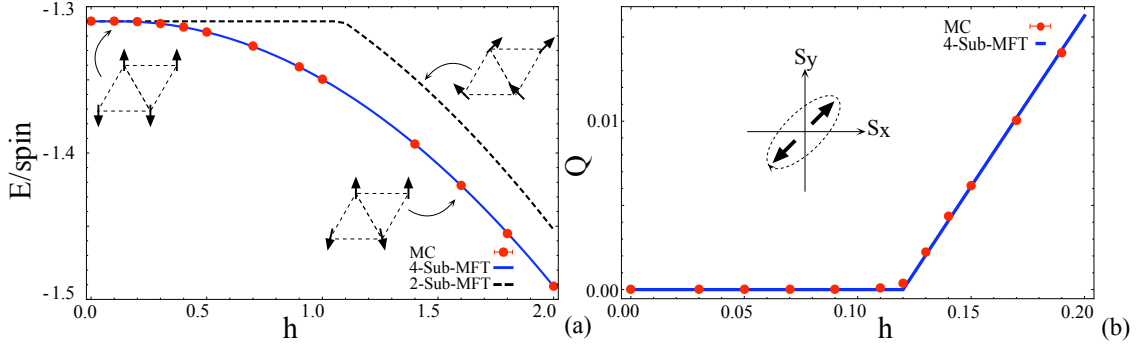 -1.3
-1.4
-1.5
E/spin
0.0
0.5
1.0
1.5
2.0
h
(a)
MC
4-Sub-MFT
2-Sub-MFT
0.01
0.00
Q
0.00
0.05
0.10
0.15
0.20
h
(b)
MC
4-Sub-MFT
Sy
Sx